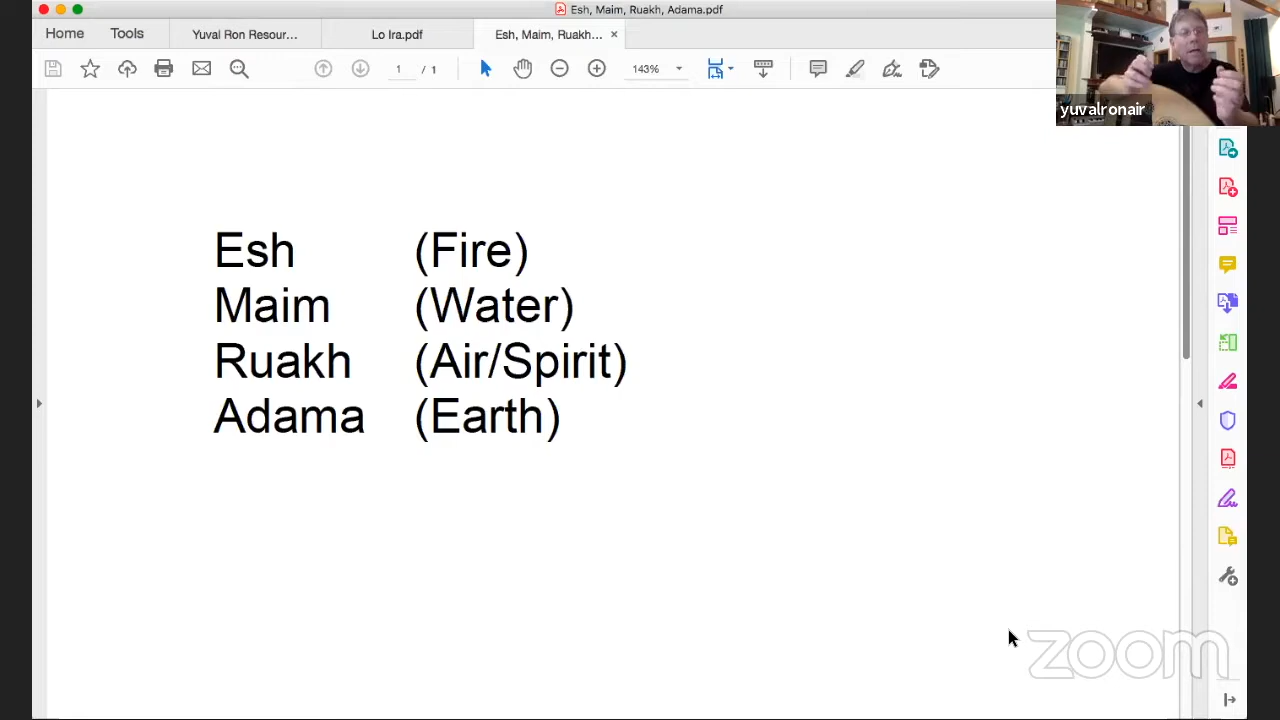 Esh, Maim, Ruakh, Adama.pdf
Home Tools Yuval Ron Resour... Lo Ira.pdf Esh, Maim, Ruakh...
1 / 1 143%
yuvalronair
Esh (Fire)
Maim (Water)
Ruakh (Air/Spirit)
Adama (Earth)
zoom